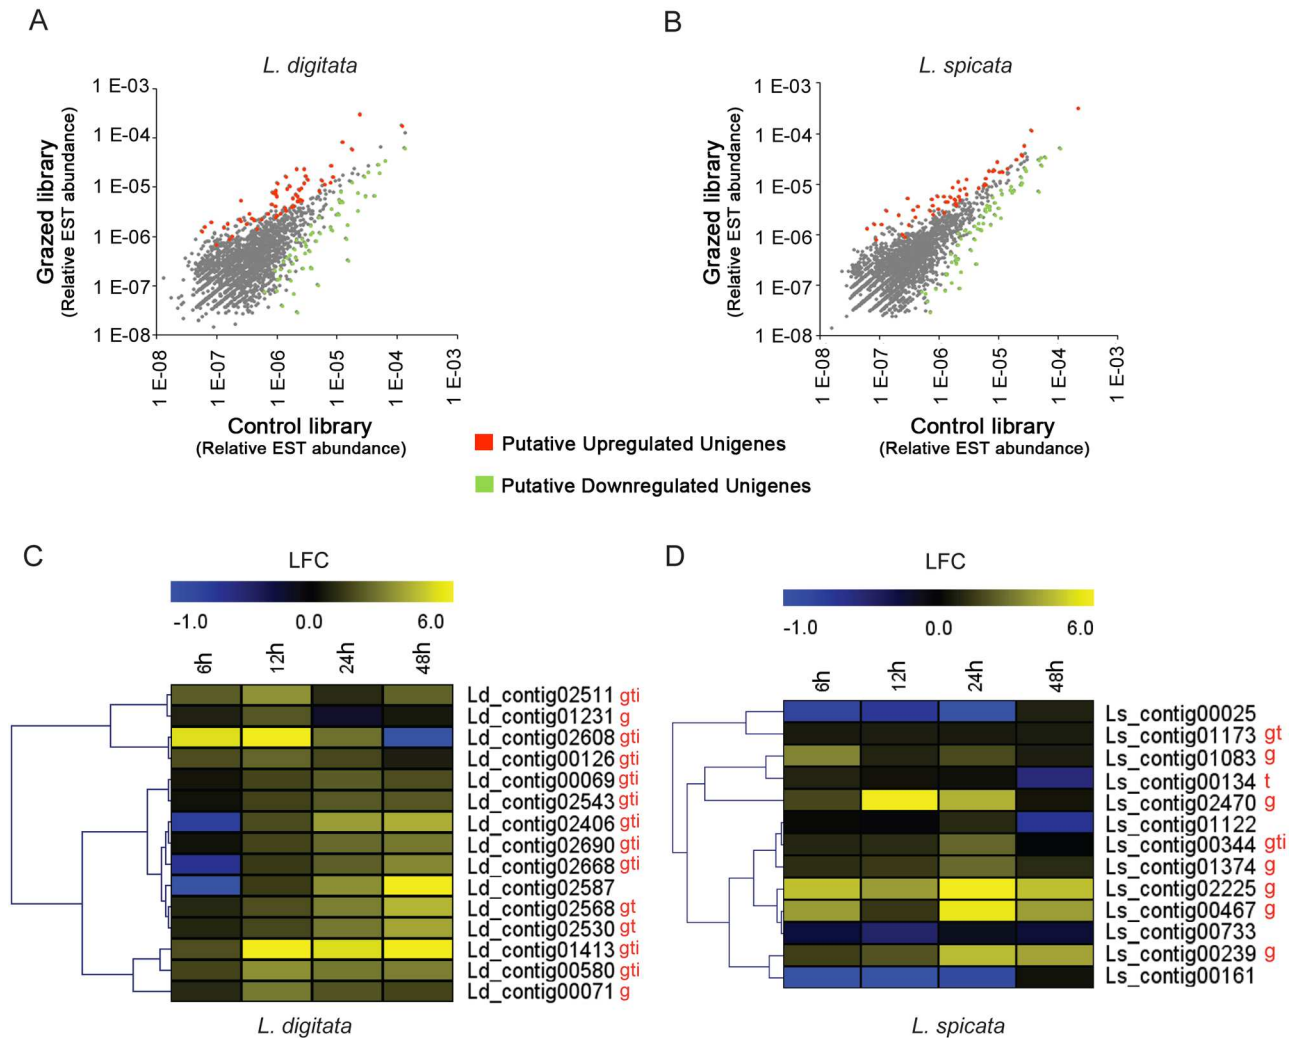 A
B
L. digitata
L. spicata
Grazed library
(Relative EST abundance)
1 E-03
1 E-04
1 E-05
1 E-06
1 E-07
1 E-08
1 E-08
1 E-07
1 E-06
1 E-05
1 E-04
1 E-03
Control library
(Relative EST abundance)
Grazed library
(Relative EST abundance)
1 E-03
1 E-04
1 E-05
1 E-06
1 E-07
1 E-08
1 E-08
1 E-07
1 E-06
1 E-05
1 E-04
1 E-03
Control library
(Relative EST abundance)
Putative Upregulated Unigenes
Putative Downregulated Unigenes
C
LFC
-1.0 0.0 6.0
6h 12h 24h 48h
Ld_contig02511 gti
Ld_contig01231 g
Ld_contig02608 gti
Ld_contig00126 gti
Ld_contig00069 gti
Ld_contig02543 gti
Ld_contig02406 gti
Ld_contig02690 gti
Ld_contig02668 gti
Ld_contig02587
Ld_contig02568 gt
Ld_contig02530 gt
Ld_contig01413 gti
Ld_contig00580 gti
Ld_contig00071 g
L. digitata
D
LFC
-1.0 0.0 6.0
6h 12h 24h 48h
Ls_contig00025
Ls_contig01173 gt
Ls_contig01083 g
Ls_contig00134 t
Ls_contig02470 g
Ls_contig01122
Ls_contig00344 gti
Ls_contig01374 g
Ls_contig02225 g
Ls_contig00467 g
Ls_contig00733
Ls_contig00239 g
Ls_contig00161
L. spicata